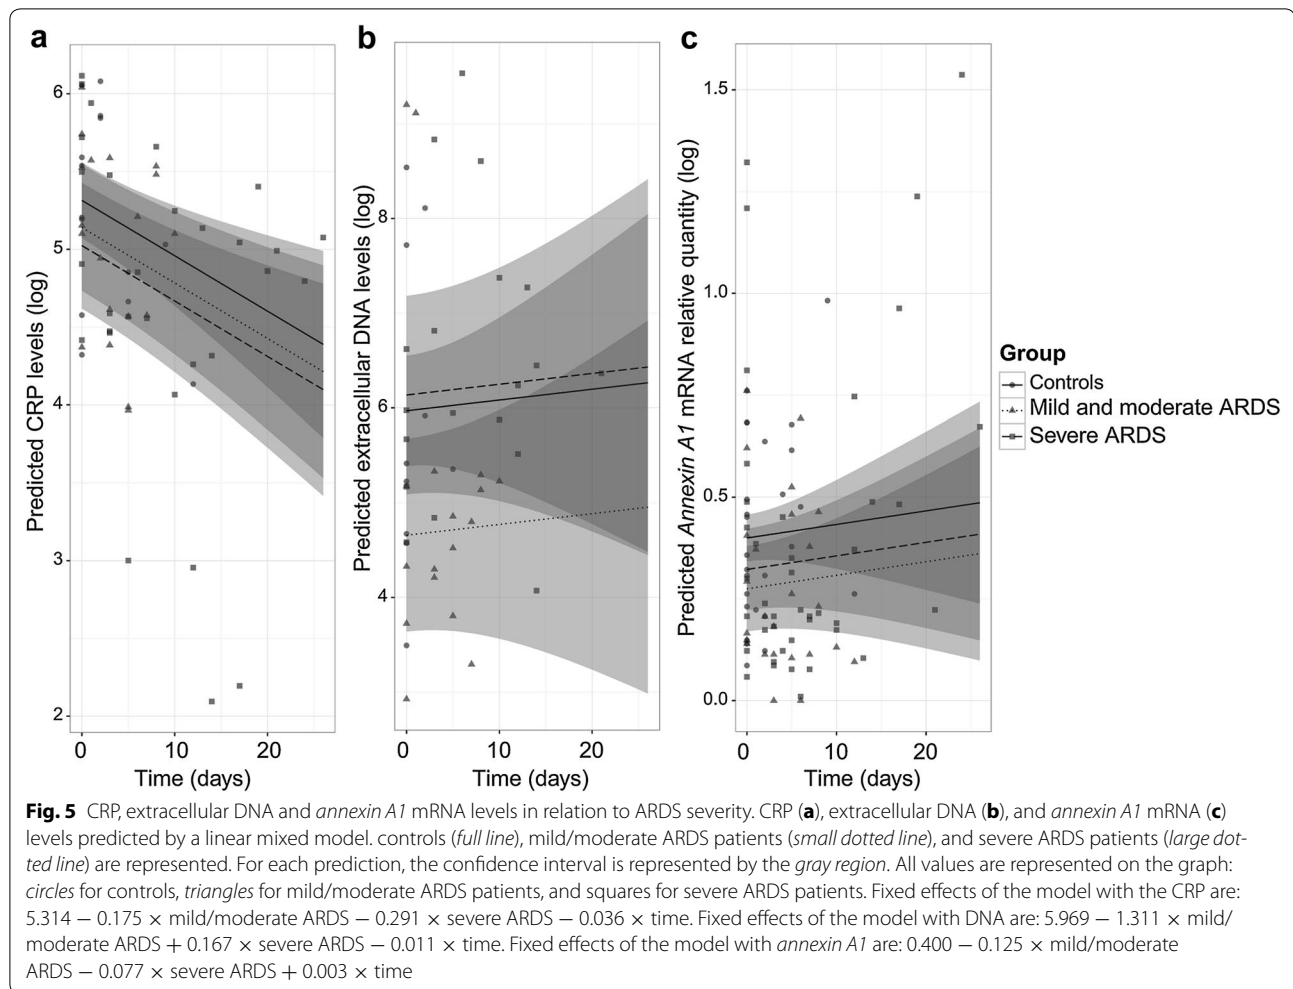 a
b
c
Predicted CRP levels (log)
6
5
4
3
2
0
10
20
Time (days)
Predicted extracellular DNA levels (log)
8
6
4
0
10
20
Time (days)
Predicted Annexin A1 mRNA relative quantity (log)
1.5
1.0
0.5
0.0
0
10
20
Time (days)
Group
Controls
Mild and moderate ARDS
Severe ARDS
Fig. 5 CRP, extracellular DNA and annexin A1 mRNA levels in relation to ARDS severity. CRP (a), extracellular DNA (b), and annexin A1 mRNA (c)
levels predicted by a linear mixed model. controls (full line), mild/moderate ARDS patients (small dotted line), and severe ARDS patients (large dot-
ted line) are represented. For each prediction, the confidence interval is represented by the gray region. All values are represented on the graph:
circles for controls, triangles for mild/moderate ARDS patients, and squares for severe ARDS patients. Fixed effects of the model with the CRP are:
5.314 − 0.175 × mild/moderate ARDS − 0.291 × severe ARDS − 0.036 × time. Fixed effects of the model with DNA are: 5.969 − 1.311 × mild/
moderate ARDS + 0.167 × severe ARDS − 0.011 × time. Fixed effects of the model with annexin A1 are: 0.400 − 0.125 × mild/moderate
ARDS − 0.077 × severe ARDS + 0.003 × time